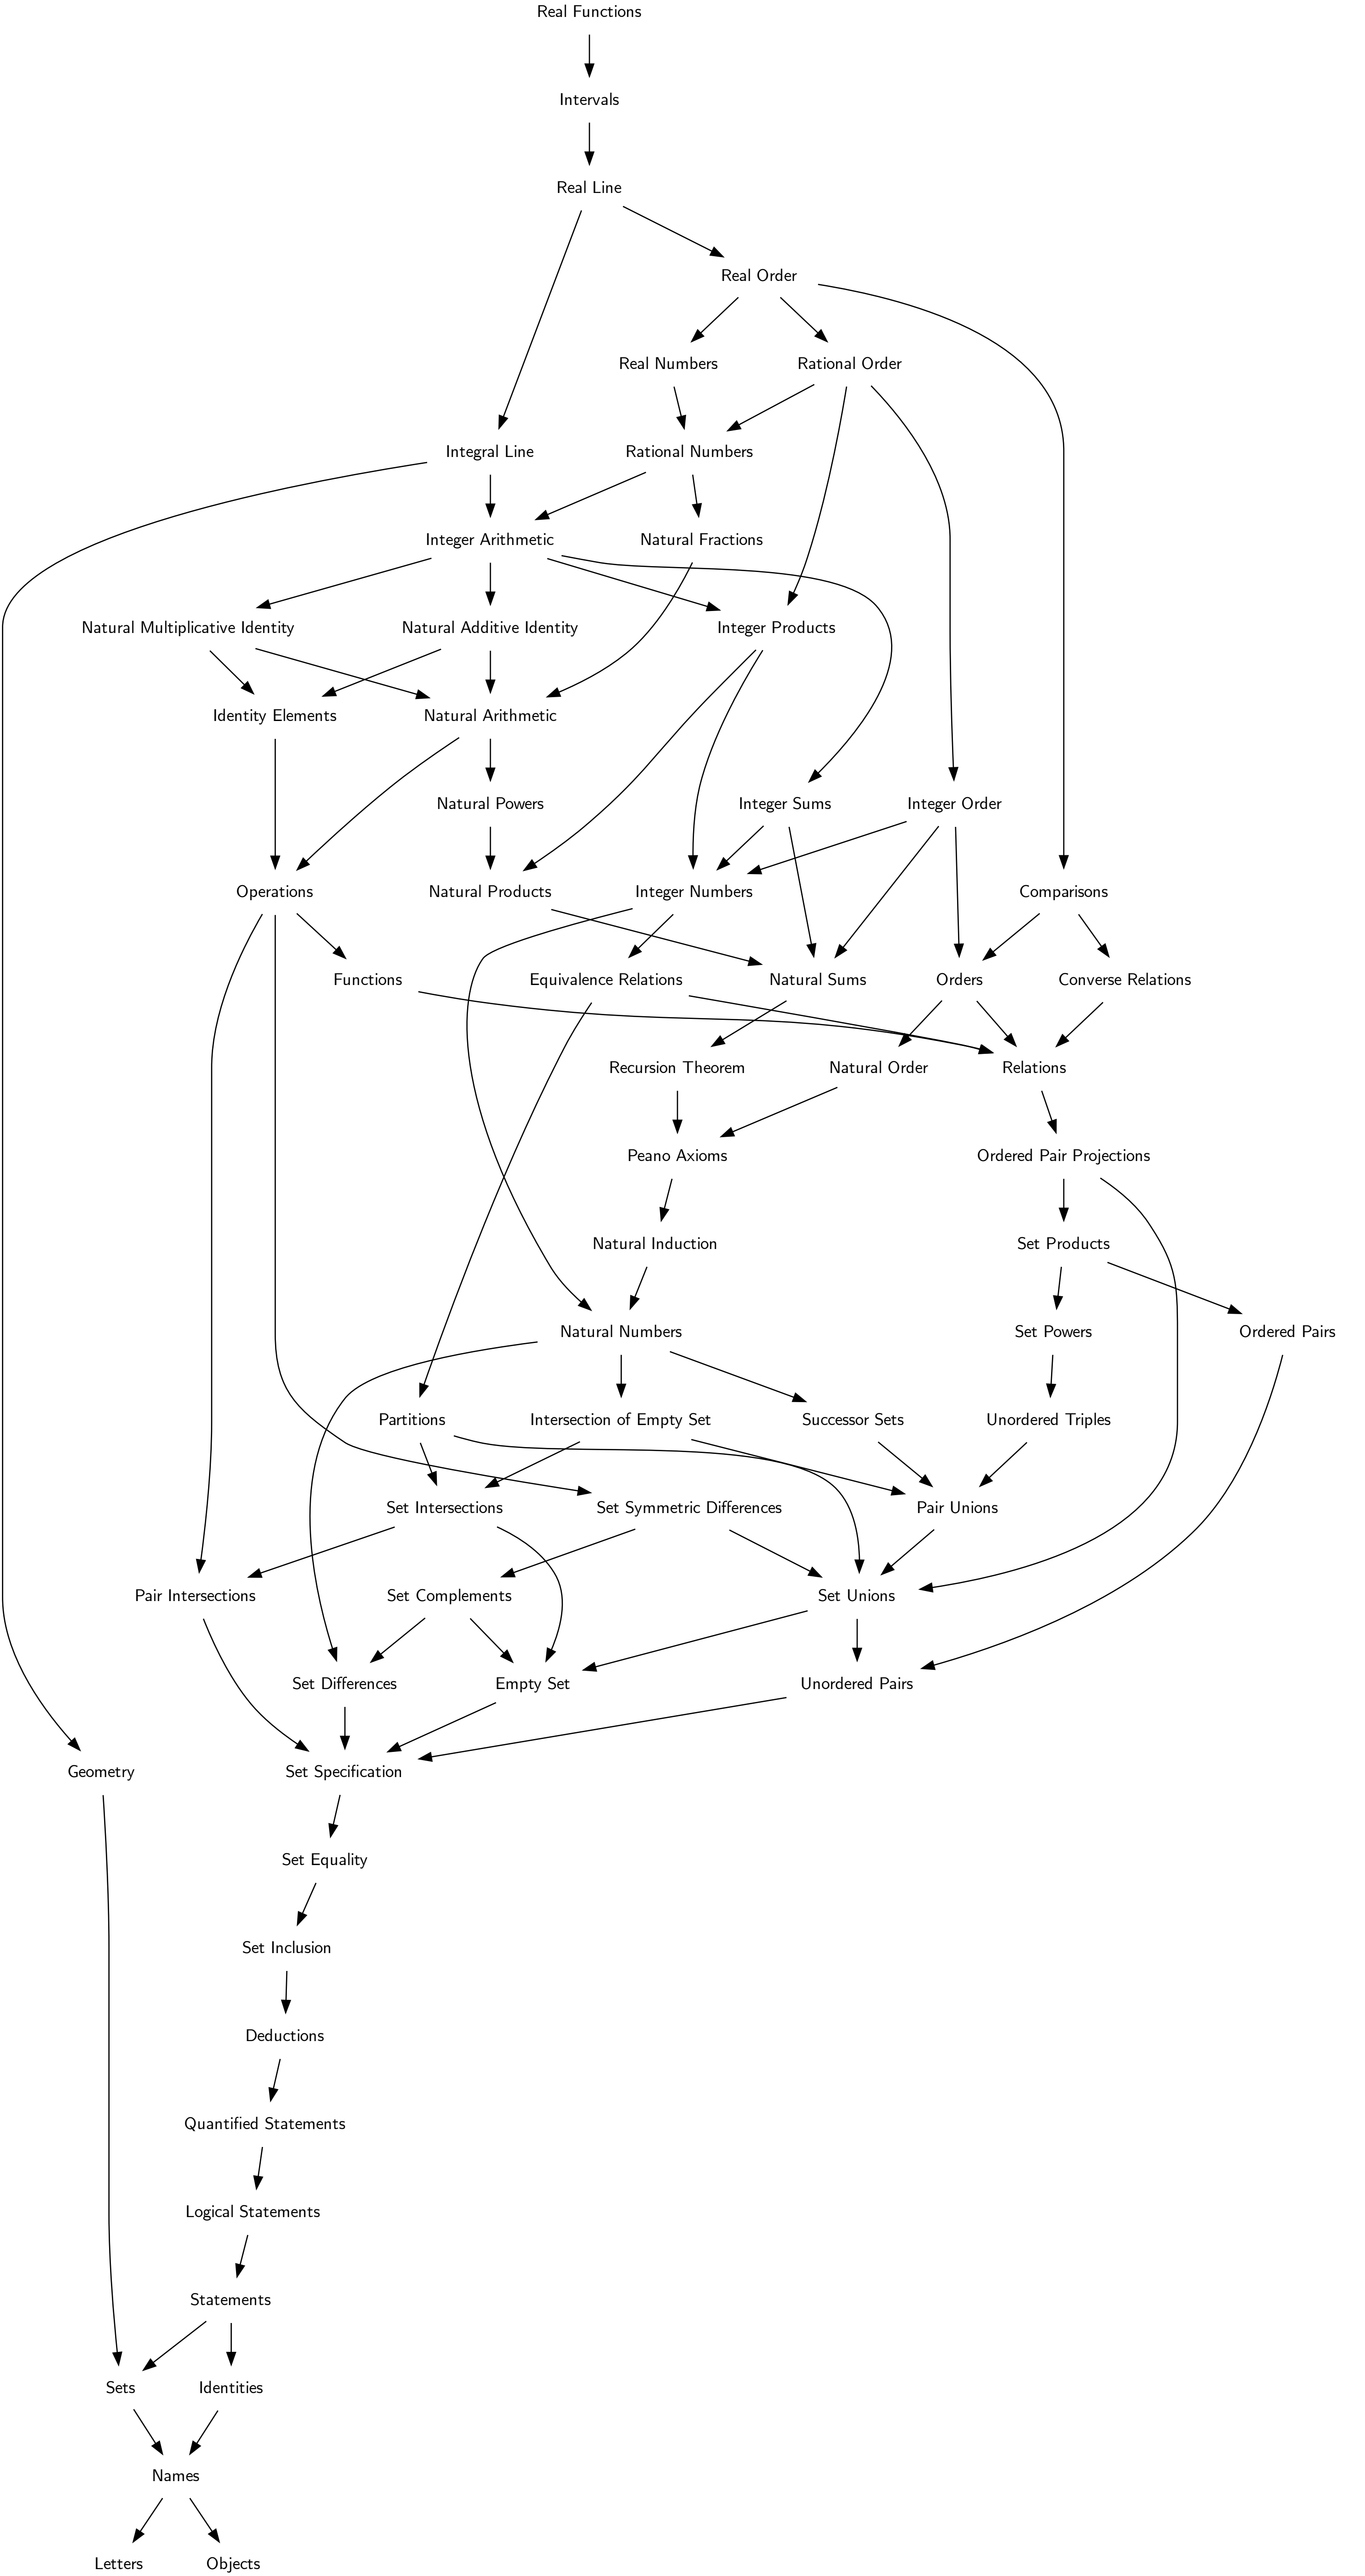 Real Functions
Intervals
Real Line
Real Order
Real Numbers
Rational Order
Integral Line
Rational Numbers
Integer Arithmetic
Natural Fractions
Natural Multiplicative Identity
Natural Additive Identity
Integer Products
Identity Elements
Natural Arithmetic
Natural Powers
Integer Sums
Integer Order
Operations
Natural Products
Integer Numbers
Comparisons
Functions
Equivalence Relations
Natural Sums
Orders
Converse Relations
Recursion Theorem
Natural Order
Relations
Peano Axioms
Ordered Pair Projections
Natural Induction
Set Products
Natural Numbers
Set Powers
Ordered Pairs
Partitions
Intersection of Empty Set
Successor Sets
Unordered Triples
Set Intersections
Set Symmetric Differences
Pair Unions
Pair Intersections
Set Complements
Set Unions
Set Differences
Empty Set
Unordered Pairs
Geometry
Set Specification
Set Equality
Set Inclusion
Deductions
Quantified Statements
Logical Statements
Statements
Sets
Identities
Names
Letters
Objects